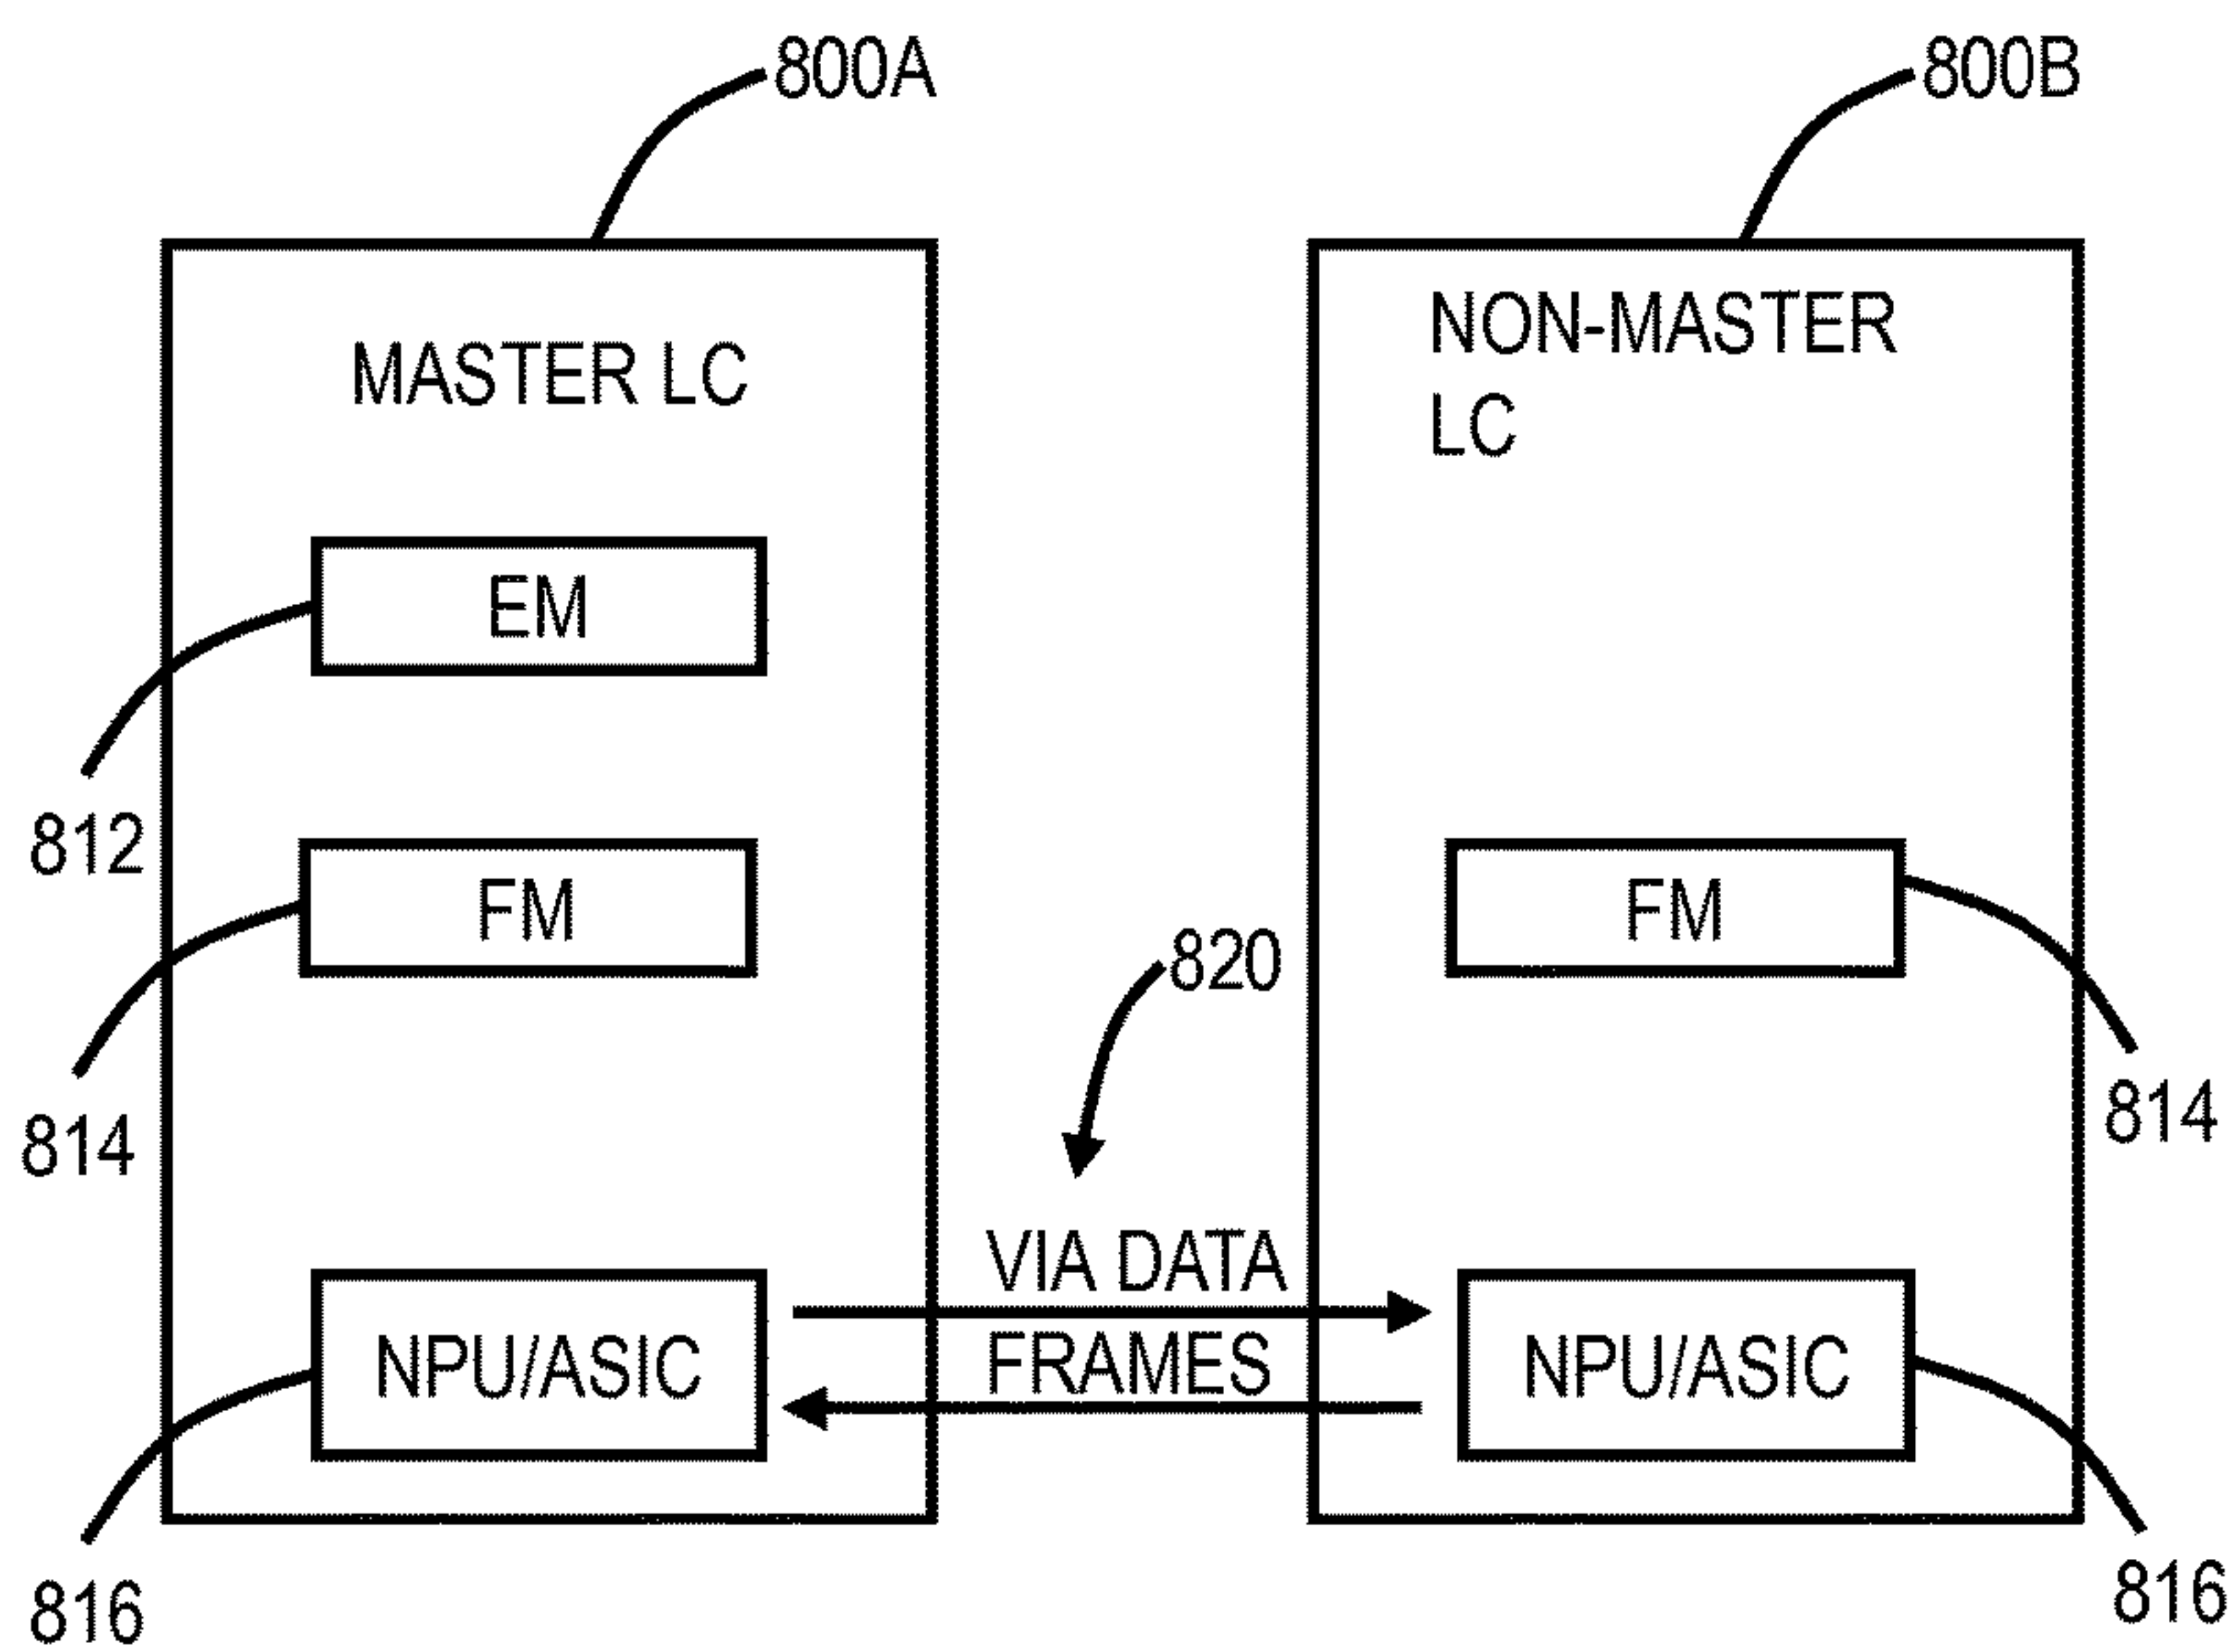 800A
800B
MASTER LC
NON-MASTER
LC
EM
812
FM
FM
814
820
814
VIA DATA
FRAMES
NPU/ASIC
NPU/ASIC
816
816